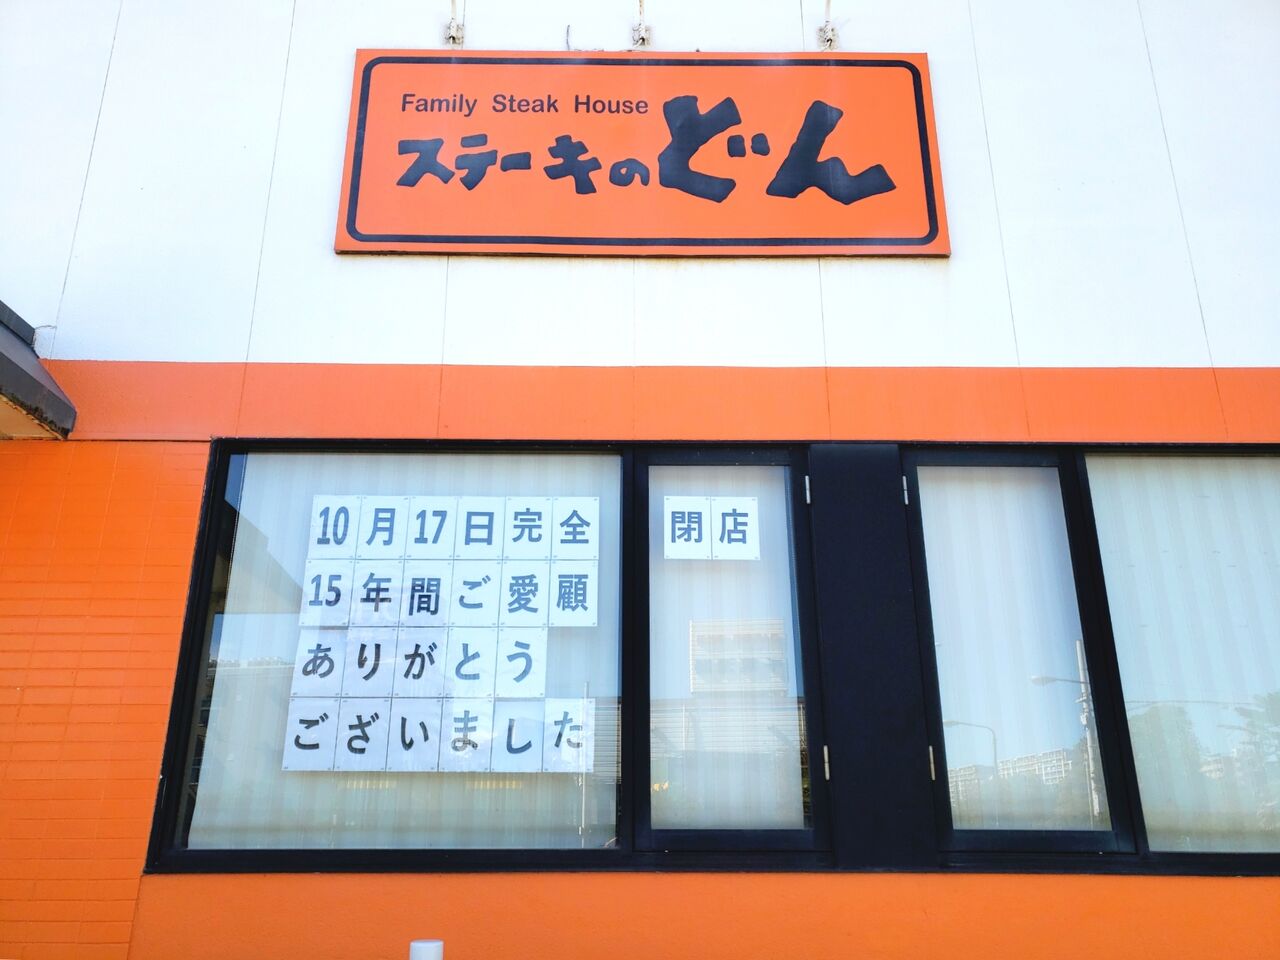 Family Steak House
ステーキのどん
10月17日完全閉店
15年間ご愛顧
ありがとう
ございました